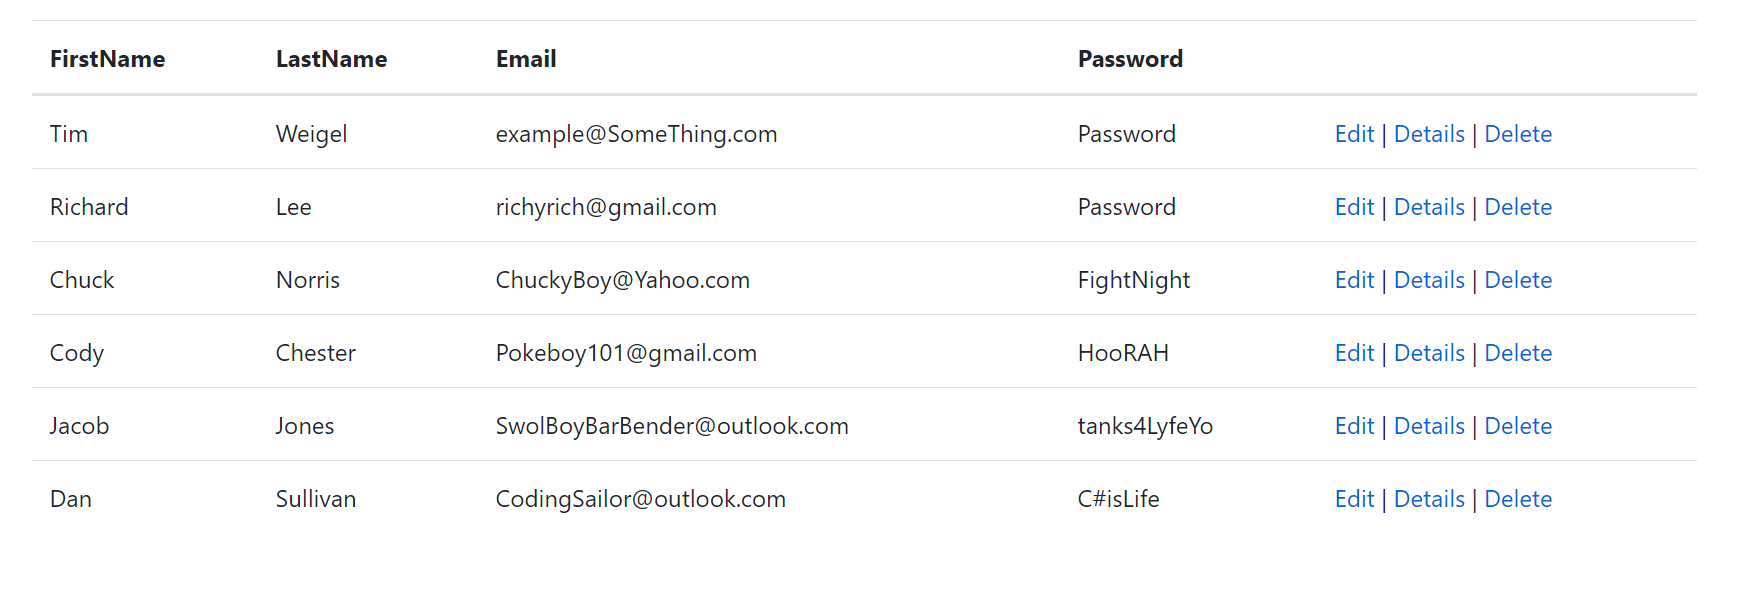 FirstName LastName Email Password
Tim Weigel example@SomeThing.com Password Edit | Details | Delete
Richard Lee richyrich@gmail.com Password Edit | Details | Delete
Chuck Norris ChuckyBoy@Yahoo.com FightNight Edit | Details | Delete
Cody Chester Pokeboy101@gmail.com HooRAH Edit | Details | Delete
Jacob Jones SwolBoyBarBender@outlook.com tanks4LyfeYo Edit | Details | Delete
Dan Sullivan CodingSailor@outlook.com C#isLife Edit | Details | Delete